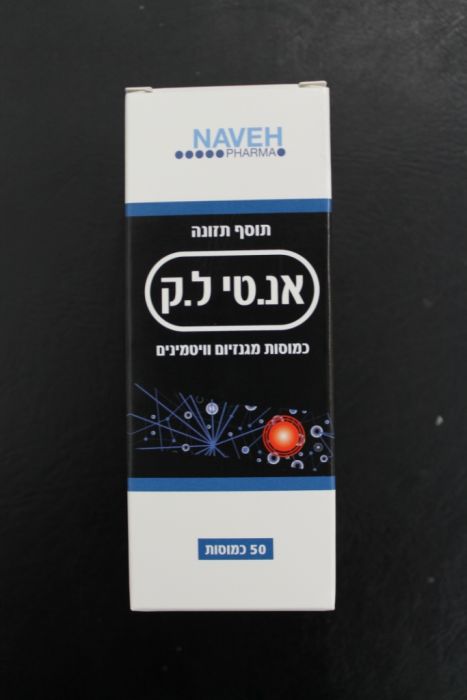 NAVEH
PHARMA
תוסף תזונה
אנ.טי ל.ק
כמוסות מגנזיום וויטמינים
50 כמוסות